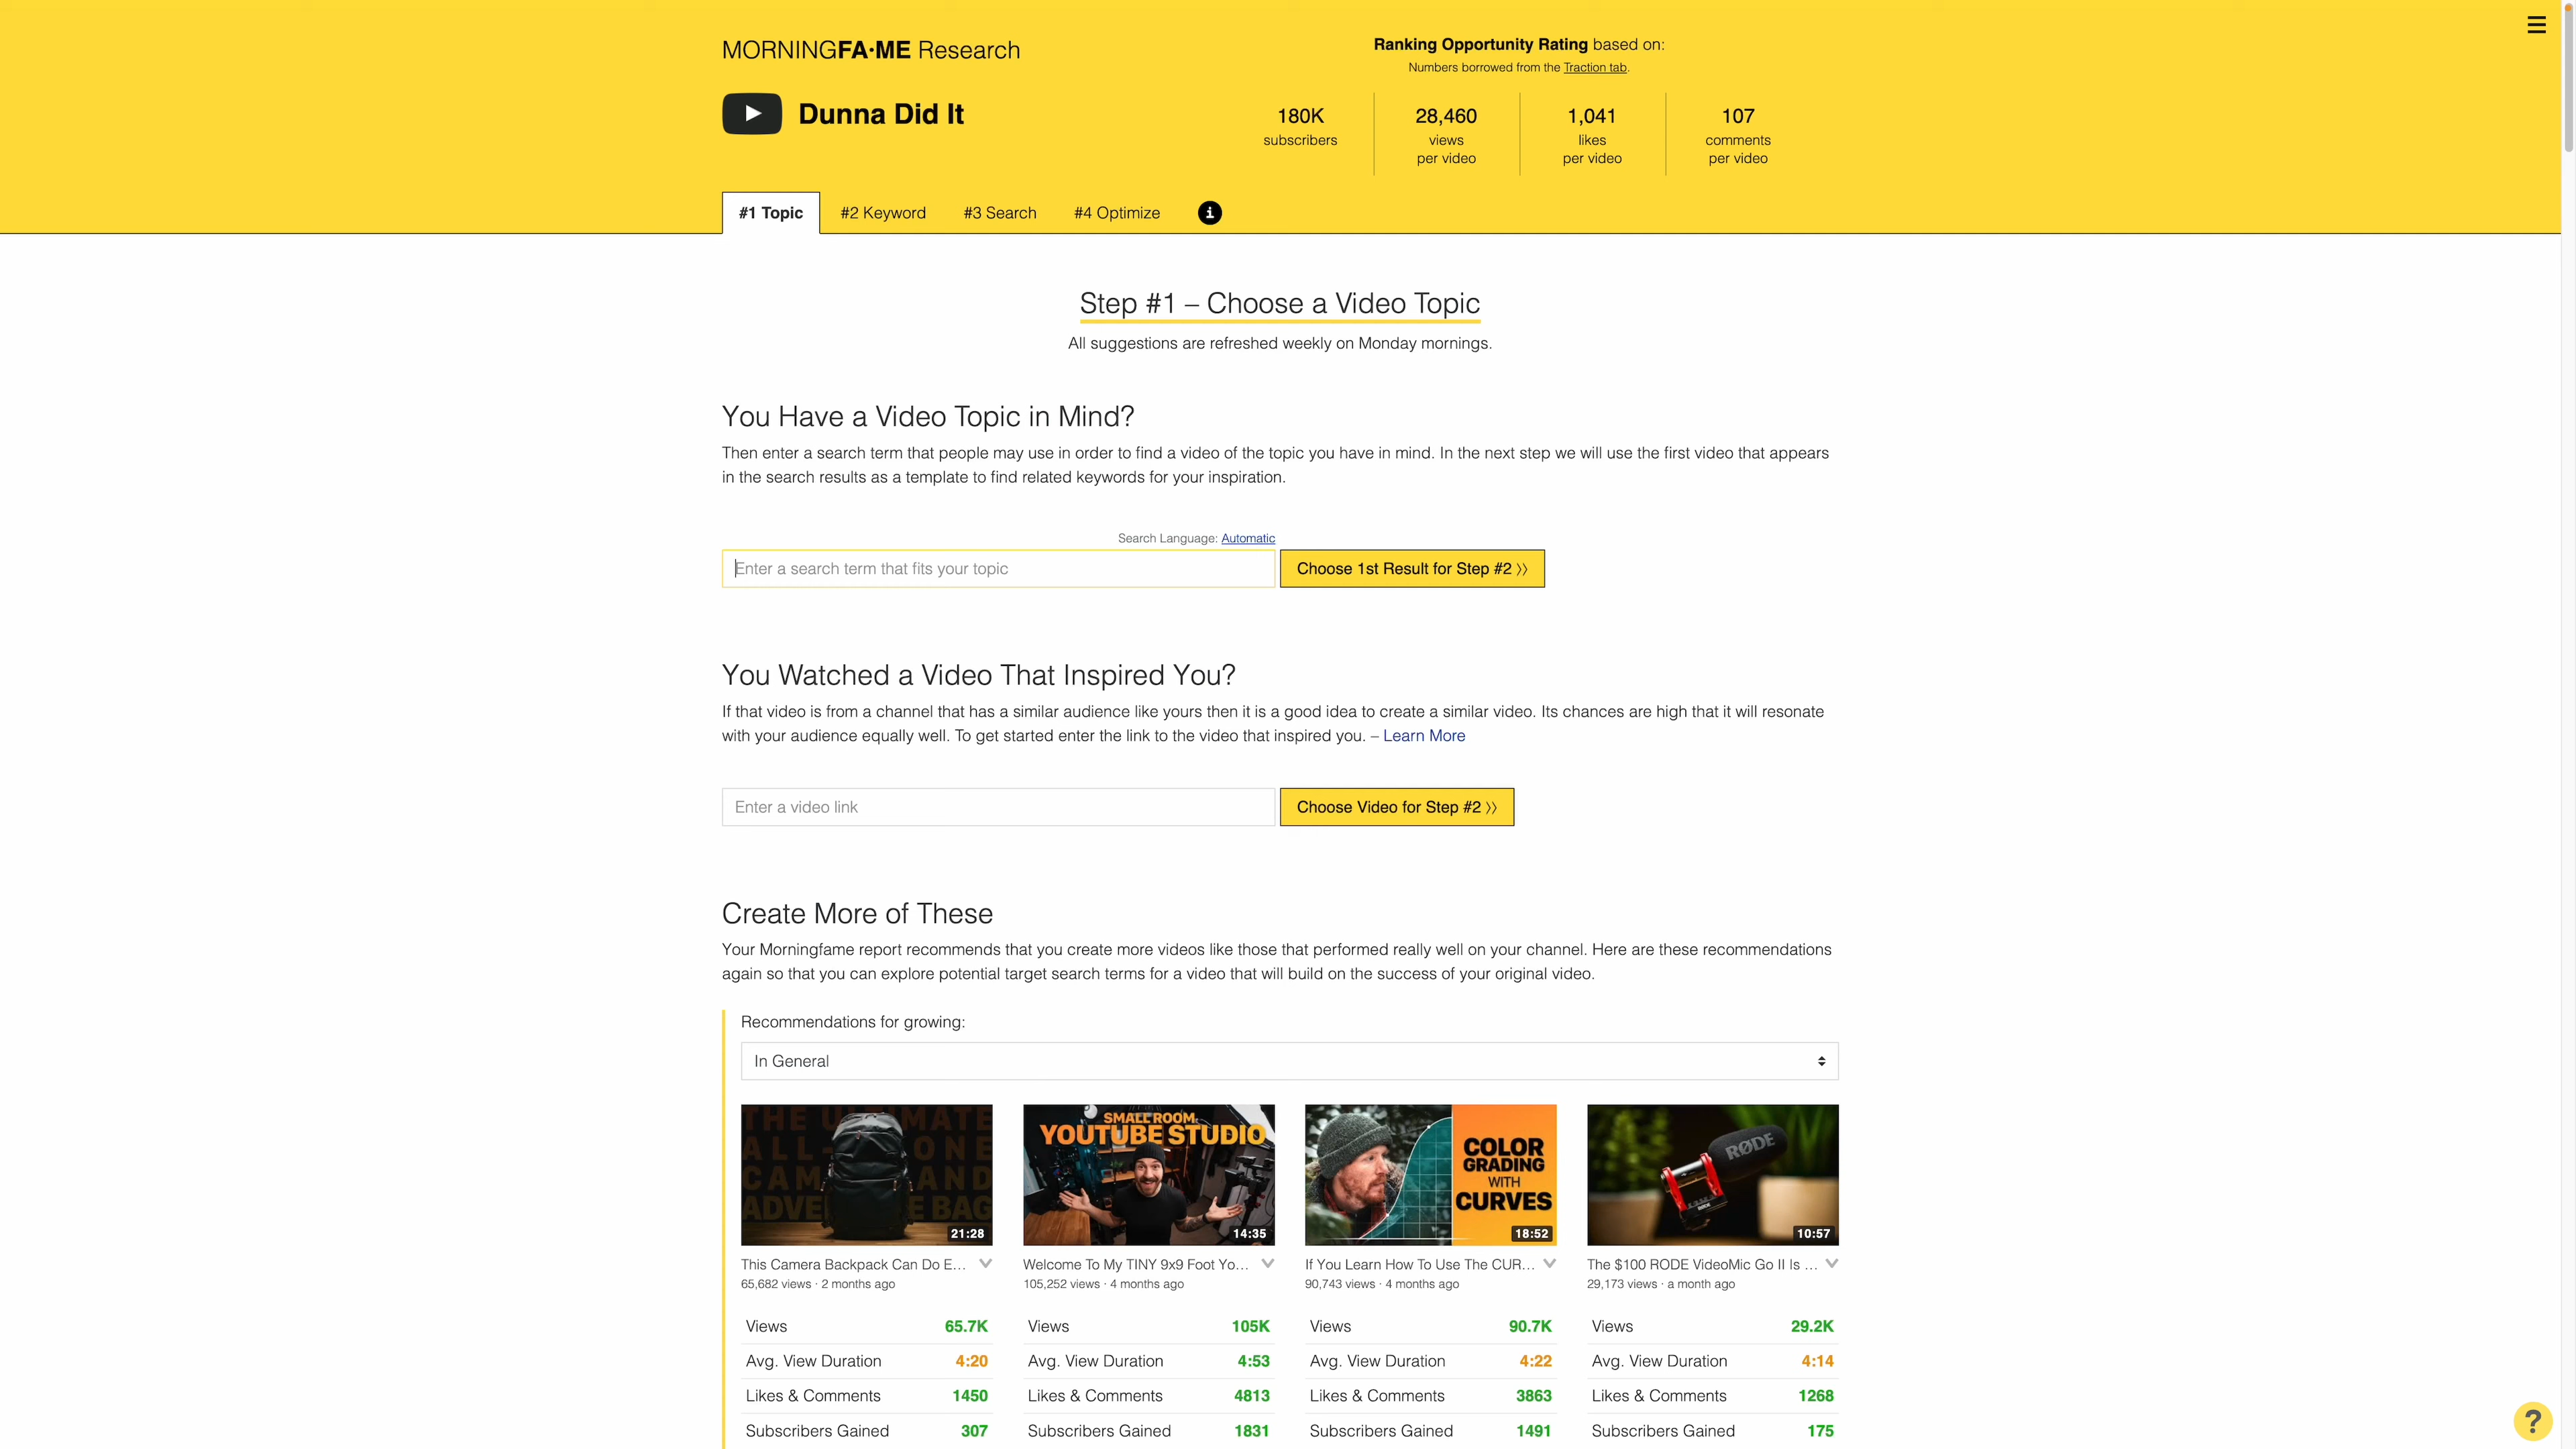 MORNINGFA·ME Research
Ranking Opportunity Rating based on:
Numbers borrowed from the Traction tab.
Dunna Did It
180K
subscribers
28,460
views
per video
1,041
likes
per video
107
comments
per video
#1 Topic
#2 Keyword
#3 Search
#4 Optimize
i
Step #1 – Choose a Video Topic
All suggestions are refreshed weekly on Monday mornings.
You Have a Video Topic in Mind?
Then enter a search term that people may use in order to find a video of the topic you have in mind. In the next step we will use the first video that appears
in the search results as a template to find related keywords for your inspiration.
Search Language: Automatic
Enter a search term that fits your topic
Choose 1st Result for Step #2 ⟩⟩
You Watched a Video That Inspired You?
If that video is from a channel that has a similar audience like yours then it is a good idea to create a similar video. Its chances are high that it will resonate
with your audience equally well. To get started enter the link to the video that inspired you. – Learn More
Enter a video link
Choose Video for Step #2 ⟩⟩
Create More of These
Your Morningfame report recommends that you create more videos like those that performed really well on your channel. Here are these recommendations
again so that you can explore potential target search terms for a video that will build on the success of your original video.
Recommendations for growing:
In General
21:28
SMALL ROOM
YOUTUBE STUDIO
14:35
COLOR
GRADING
WITH
CURVES
18:52
RØDE
10:57
This Camera Backpack Can Do E...
65,682 views · 2 months ago
Welcome To My TINY 9x9 Foot Yo...
105,252 views · 4 months ago
If You Learn How To Use The CUR...
90,743 views · 4 months ago
The $100 RODE VideoMic Go II Is ...
29,173 views · a month ago
Views 65.7K
Avg. View Duration 4:20
Likes & Comments 1450
Subscribers Gained 307
Views 105K
Avg. View Duration 4:53
Likes & Comments 4813
Subscribers Gained 1831
Views 90.7K
Avg. View Duration 4:22
Likes & Comments 3863
Subscribers Gained 1491
Views 29.2K
Avg. View Duration 4:14
Likes & Comments 1268
Subscribers Gained 175
?